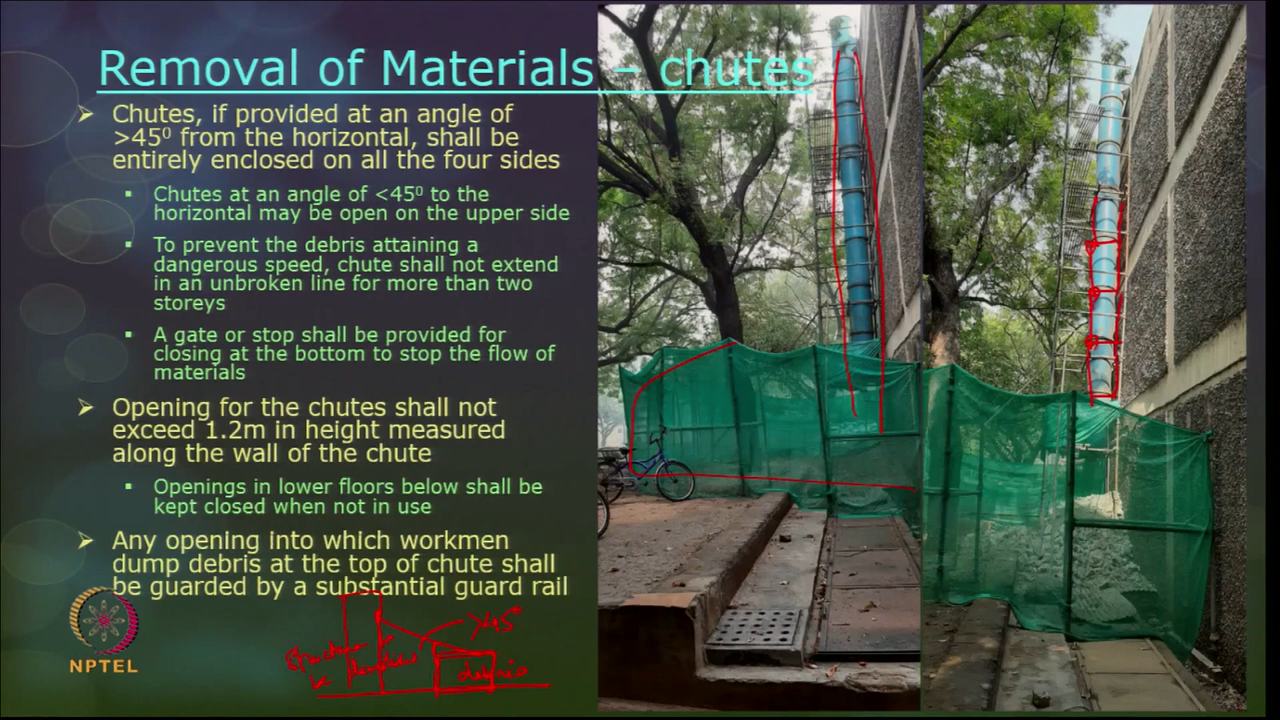 Removal of Materials – chutes
Chutes, if provided at an angle of
>45⁰ from the horizontal, shall be
entirely enclosed on all the four sides
Chutes at an angle of <45⁰ to the
horizontal may be open on the upper side
To prevent the debris attaining a
dangerous speed, chute shall not extend
in an unbroken line for more than two
storeys
A gate or stop shall be provided for
closing at the bottom to stop the flow of
materials
Opening for the chutes shall not
exceed 1.2m in height measured
along the wall of the chute
Openings in lower floors below shall be
kept closed when not in use
Any opening into which workmen
dump debris at the top of chute shall
be guarded by a substantial guard rail
>45°
debris
NPTEL